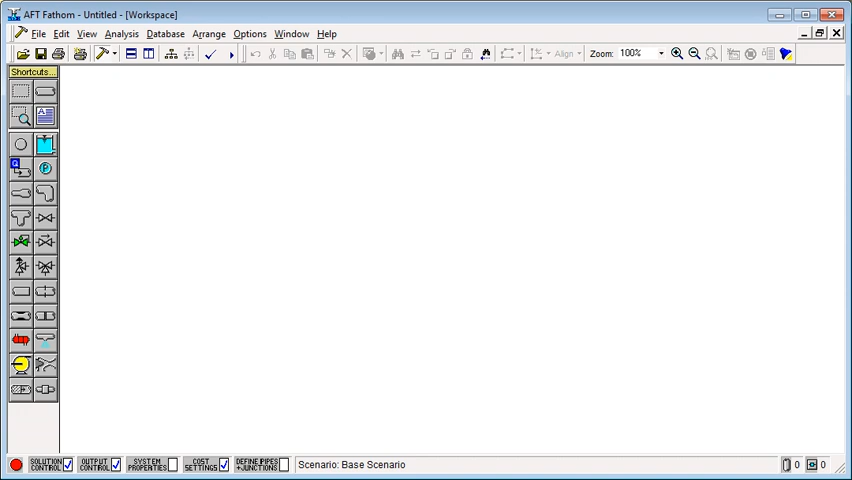 AFT Fathom - Untitled - [Workspace]
File Edit View Analysis Database Arrange Options Window Help
Align Zoom: 100%
Shortcuts...
A
Q
P
SOLUTION CONTROL OUTPUT CONTROL SYSTEM PROPERTIES COST SETTINGS DEFINE PIPES +JUNCTIONS Scenario: Base Scenario 0 0